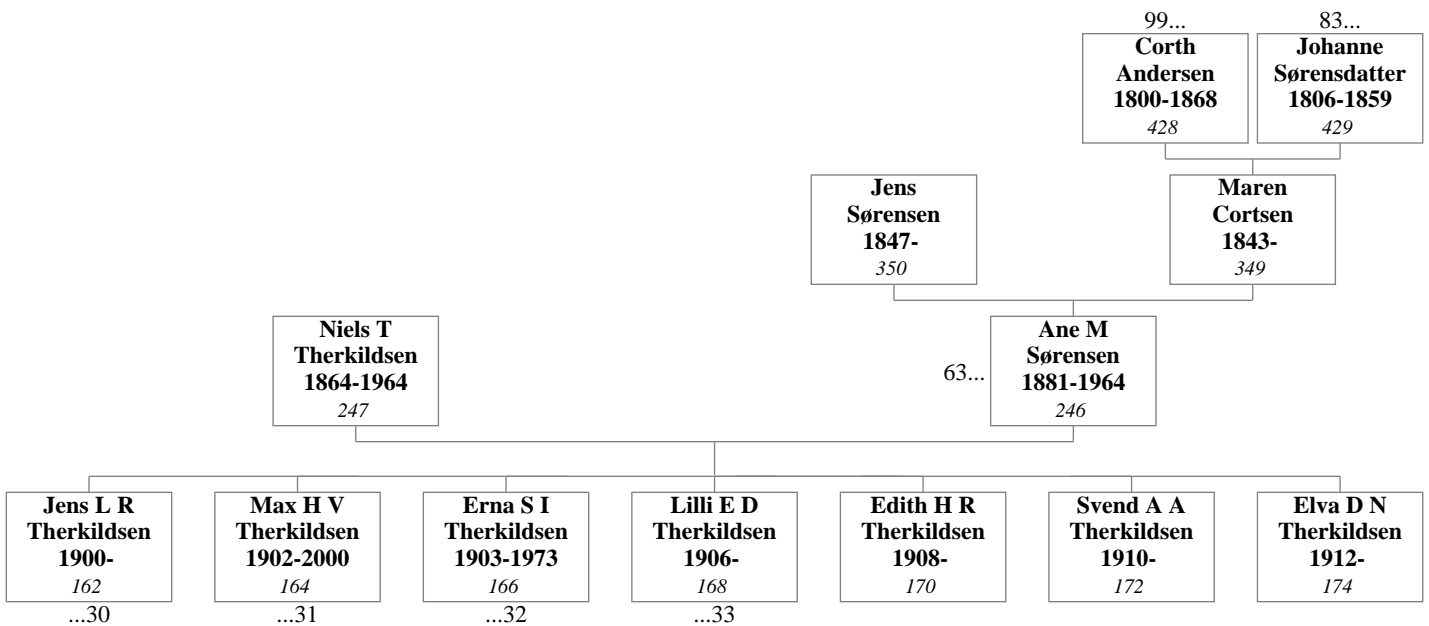 99...
Corth
Andersen
1800-1868
428
83...
Johanne
Sørensdatter
1806-1859
429
Jens
Sørensen
1847-
350
Maren
Cortsen
1843-
349
Niels T
Therkildsen
1864-1964
247
63...
Ane M
Sørensen
1881-1964
246
Jens L R
Therkildsen
1900-
162
...30
Max H V
Therkildsen
1902-2000
164
...31
Erna S I
Therkildsen
1903-1973
166
...32
Lilli E D
Therkildsen
1906-
168
...33
Edith H R
Therkildsen
1908-
170
Svend A A
Therkildsen
1910-
172
Elva D N
Therkildsen
1912-
174